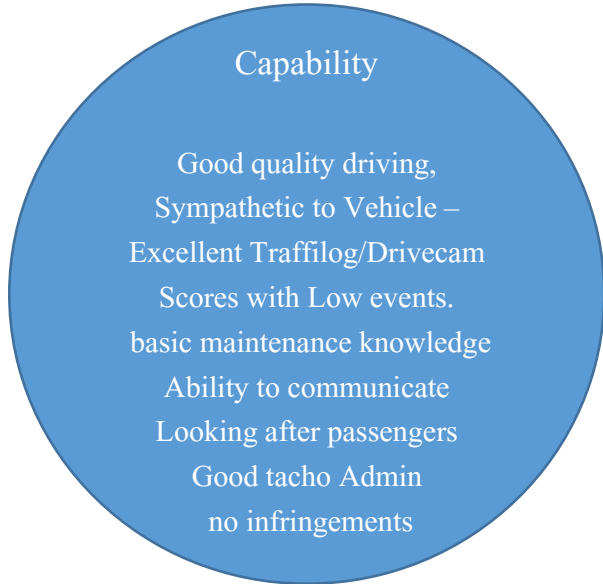 Capability
Good quality driving,
Sympathetic to Vehicle –
Excellent Traffilog/Drivecam
Scores with Low events.
basic maintenance knowledge
Ability to communicate
Looking after passengers
Good tacho Admin
no infringements